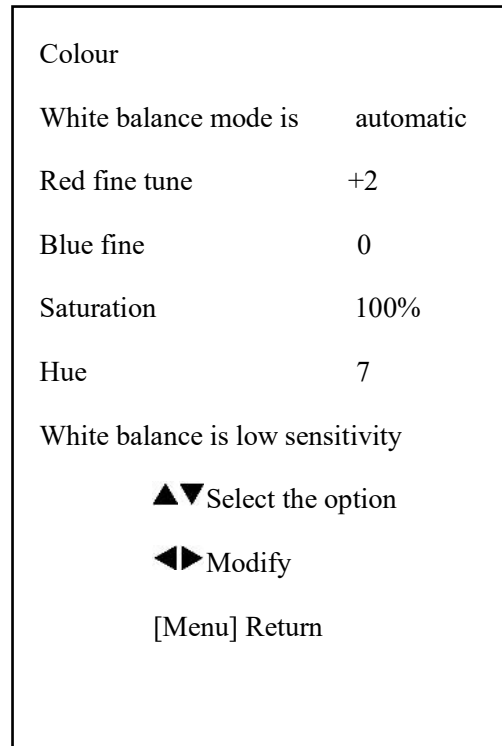 Colour
White balance mode is automatic
Red fine tune +2
Blue fine 0
Saturation 100%
Hue 7
White balance is low sensitivity
▲▼Select the option
◀▶Modify
[Menu] Return